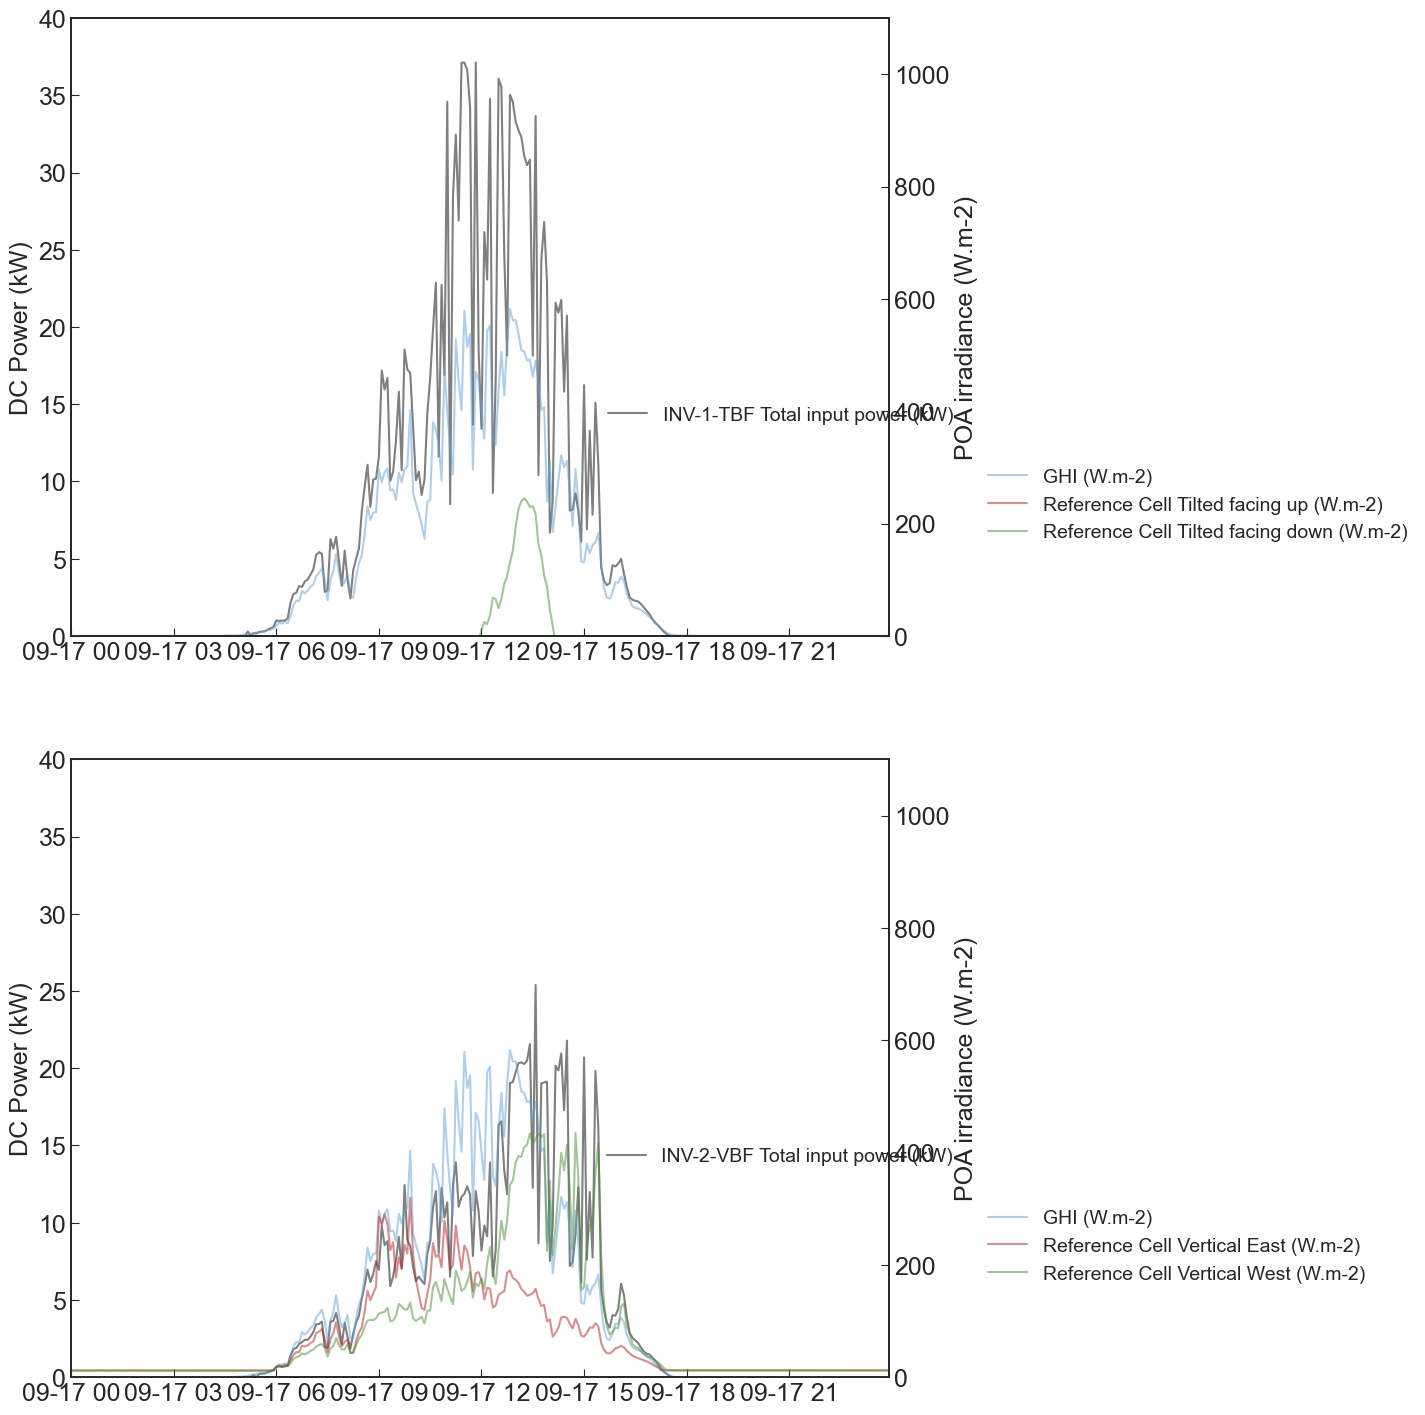 40
35
30
25
20
15
10
5
0
DC Power (kW)
1000
800
600
400
200
0
POA irradiance (W.m-2)
INV-1-TBF Total input power (kW)
GHI (W.m-2)
Reference Cell Tilted facing up (W.m-2)
Reference Cell Tilted facing down (W.m-2)
09-17 00 09-17 03 09-17 06 09-17 09 09-17 12 09-17 15 09-17 18 09-17 21
40
35
30
25
20
15
10
5
0
DC Power (kW)
1000
800
600
400
200
0
POA irradiance (W.m-2)
INV-2-VBF Total input power (kW)
GHI (W.m-2)
Reference Cell Vertical East (W.m-2)
Reference Cell Vertical West (W.m-2)
09-17 00 09-17 03 09-17 06 09-17 09 09-17 12 09-17 15 09-17 18 09-17 21